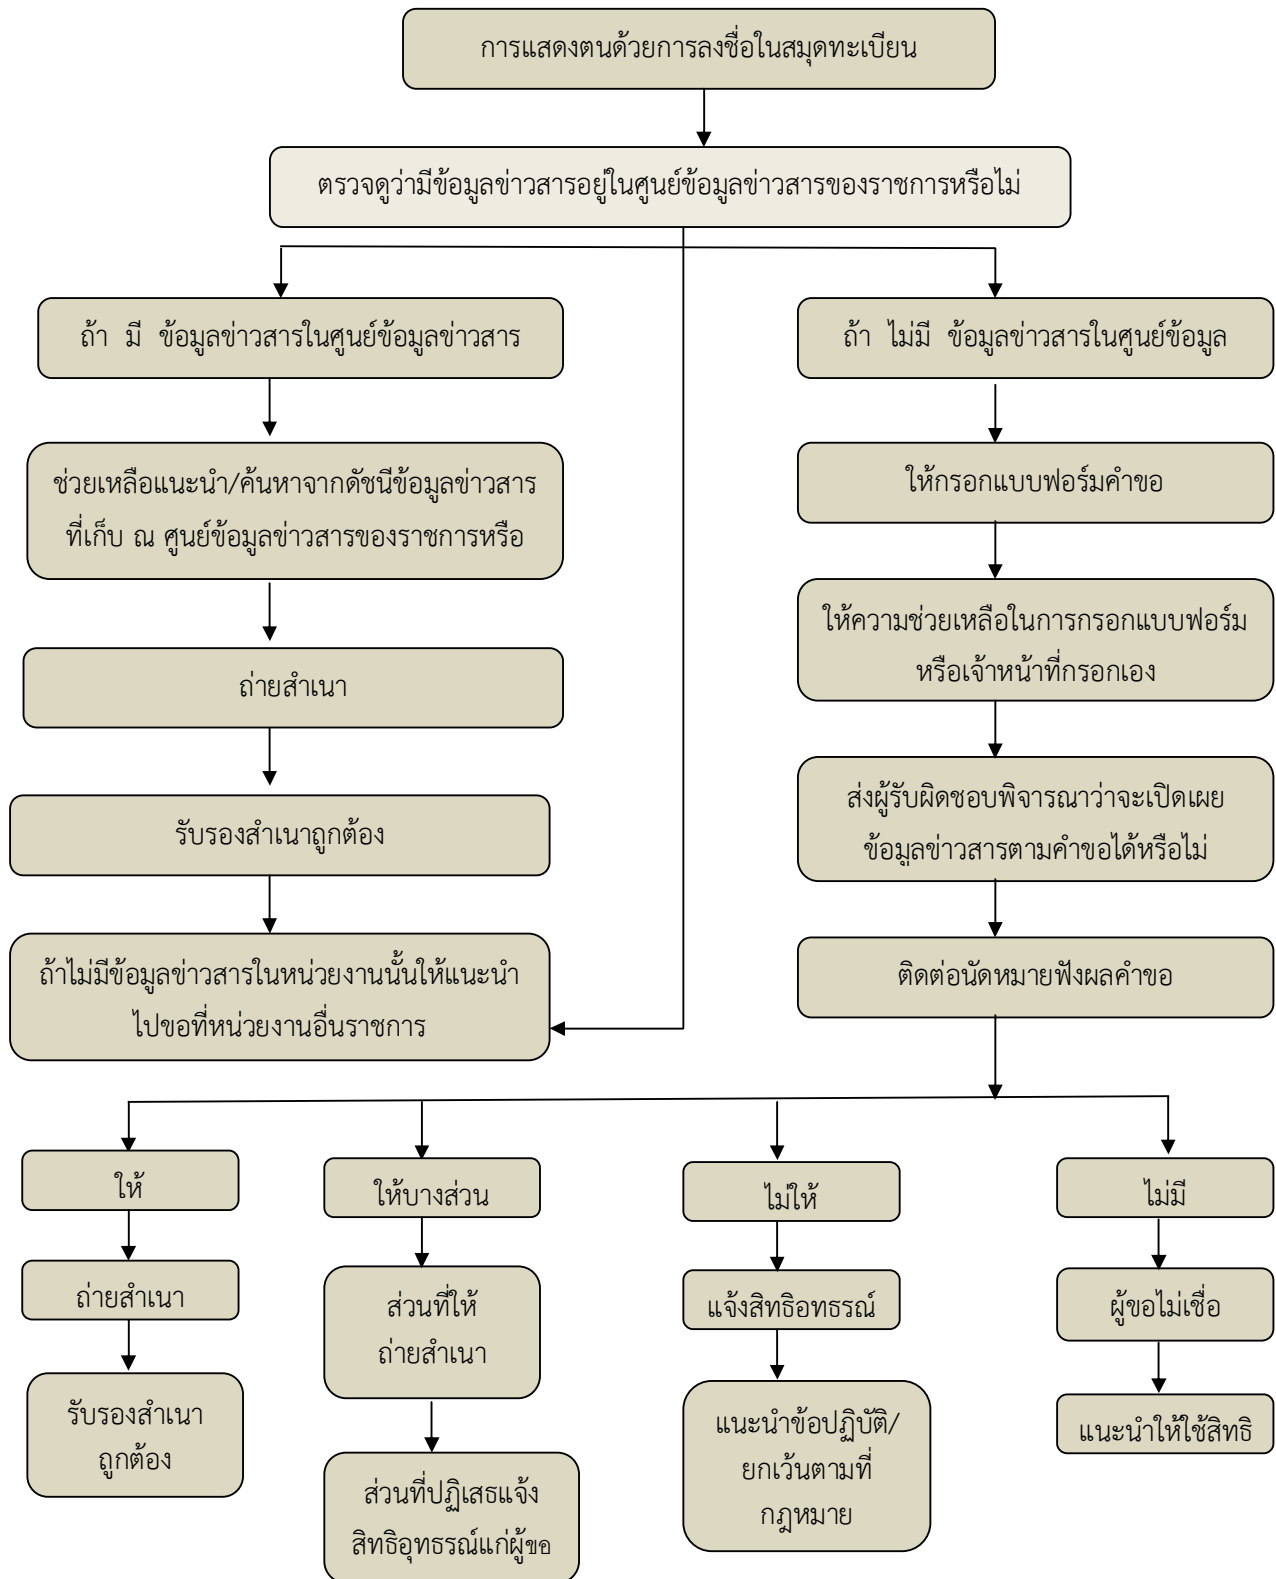 การแสดงตนด้วยการลงชื่อในสมุดทะเบียน
ตรวจดูว่ามีข้อมูลข่าวสารอยู่ในศูนย์ข้อมูลข่าวสารของราชการหรือไม่
ถ้า มี ข้อมูลข่าวสารในศูนย์ข้อมูลข่าวสาร
ช่วยเหลือแนะนำ/ค้นหาจากดัชนีข้อมูลข่าวสาร
ที่เก็บ ณ ศูนย์ข้อมูลข่าวสารของราชการหรือ
ถ่ายสำเนา
รับรองสำเนาถูกต้อง
ถ้าไม่มีข้อมูลข่าวสารในหน่วยงานนั้นให้แนะนำ
ไปขอที่หน่วยงานอื่นราชการ
ถ้า ไม่มี ข้อมูลข่าวสารในศูนย์ข้อมูล
ให้กรอกแบบฟอร์มคำขอ
ให้ความช่วยเหลือในการกรอกแบบฟอร์ม
หรือเจ้าหน้าที่กรอกเอง
ส่งผู้รับผิดชอบพิจารณาว่าจะเปิดเผย
ข้อมูลข่าวสารตามคำขอได้หรือไม่
ติดต่อนัดหมายฟังผลคำขอ
ให้
ถ่ายสำเนา
รับรองสำเนา
ถูกต้อง
ให้บางส่วน
ส่วนที่ให้
ถ่ายสำเนา
ส่วนที่ปฏิเสธแจ้ง
สิทธิอุทธรณ์แก่ผู้ขอ
ไม่ให้
แจ้งสิทธิอทธรณ์
แนะนำข้อปฏิบัติ/
ยกเว้นตามที่
กฎหมาย
ไม่มี
ผู้ขอไม่เชื่อ
แนะนำให้ใช้สิทธิ